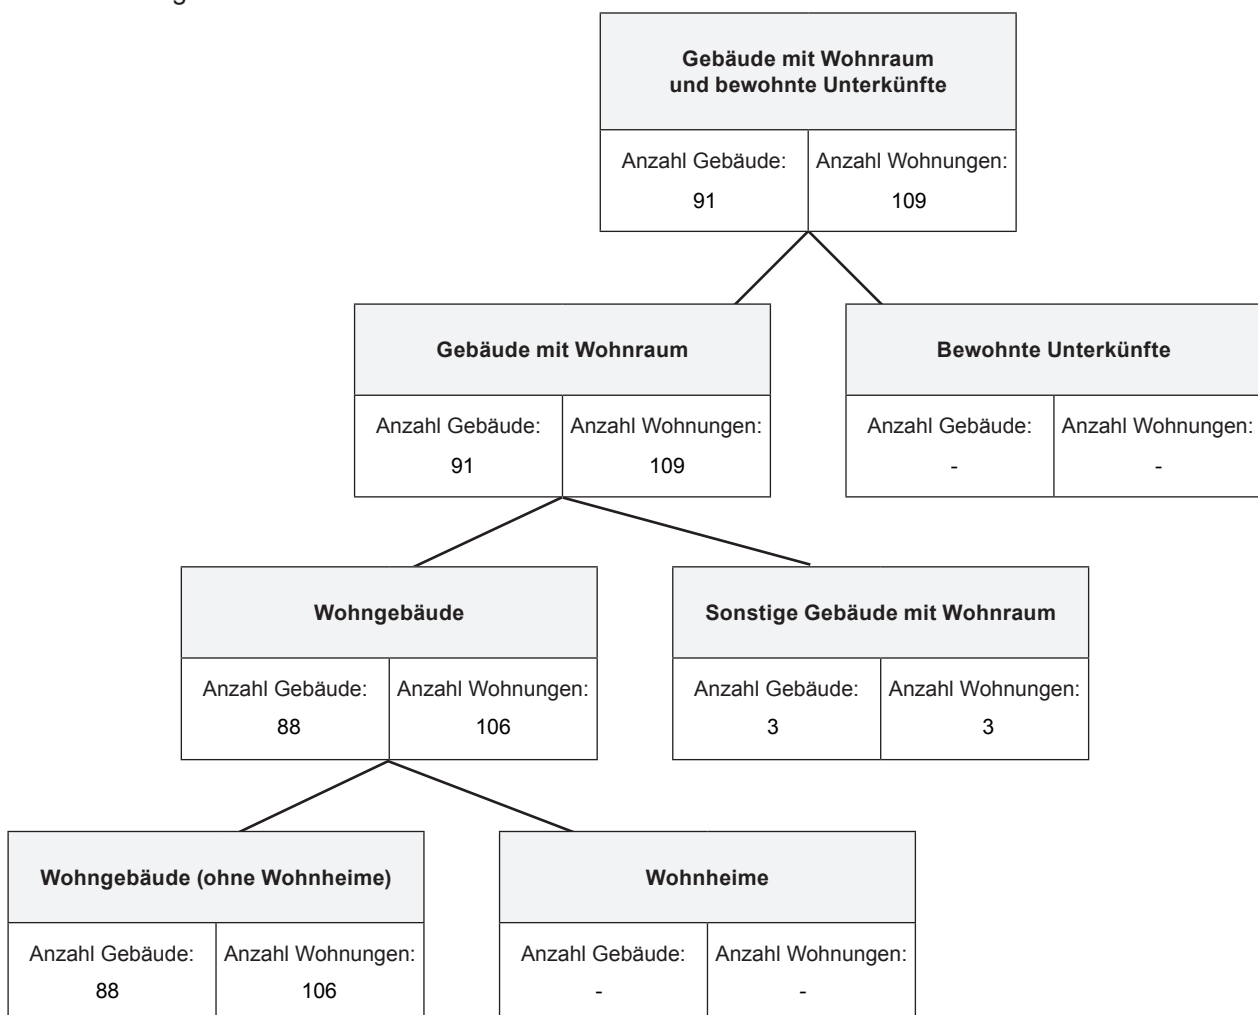 Gebäude mit Wohnraum
und bewohnte Unterkünfte
Anzahl Gebäude: Anzahl Wohnungen:
91 109
Gebäude mit Wohnraum Bewohnte Unterkünfte
Anzahl Gebäude: Anzahl Wohnungen: Anzahl Gebäude: Anzahl Wohnungen:
91 109 - -
Wohngebäude Sonstige Gebäude mit Wohnraum
Anzahl Gebäude: Anzahl Wohnungen: Anzahl Gebäude: Anzahl Wohnungen:
88 106 3 3
Wohngebäude (ohne Wohnheime) Wohnheime
Anzahl Gebäude: Anzahl Wohnungen: Anzahl Gebäude: Anzahl Wohnungen:
88 106 - -